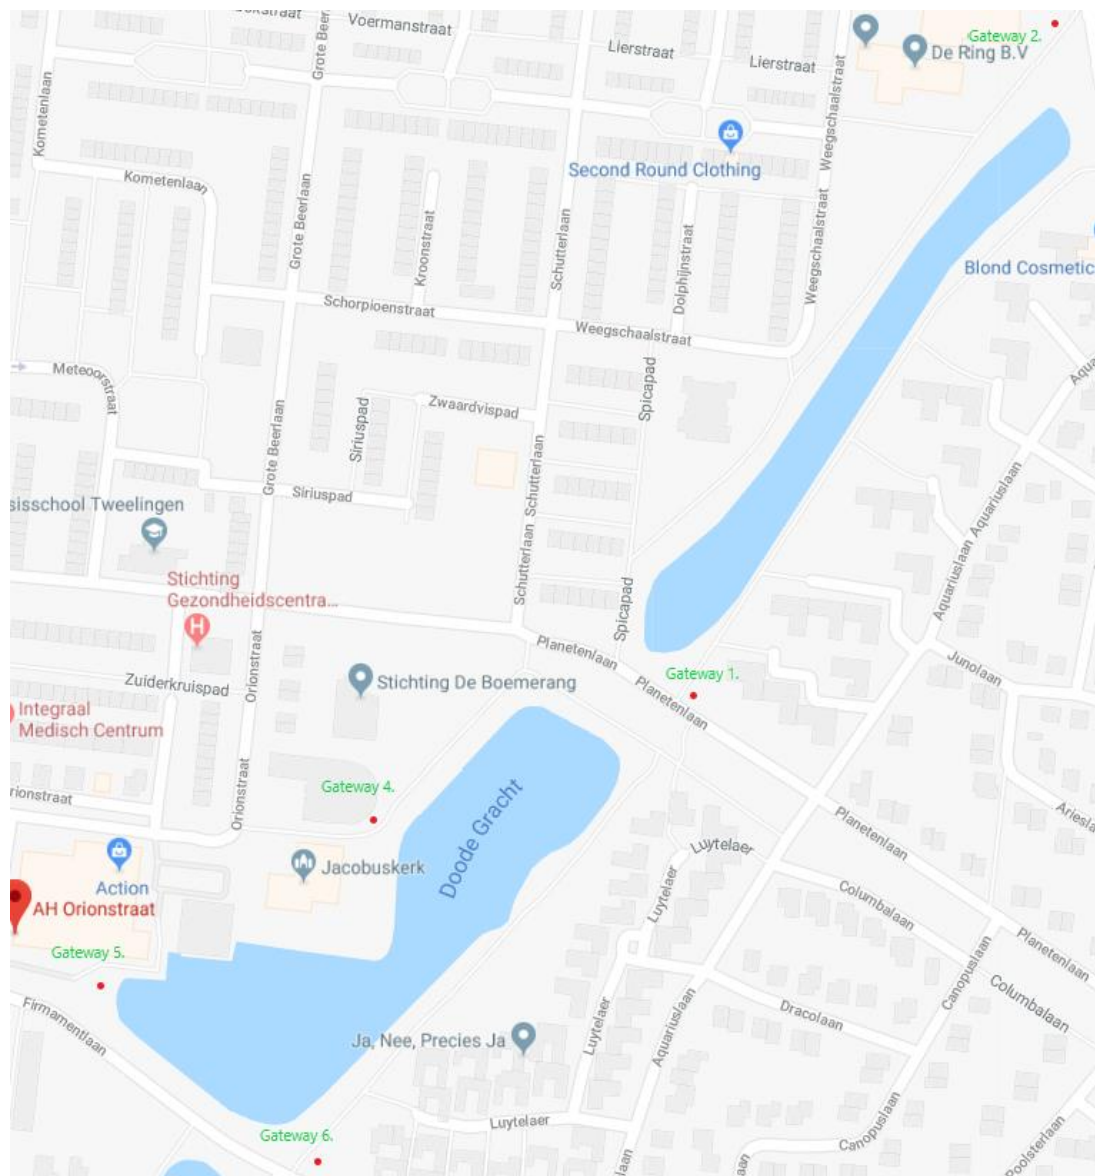 Voermanstraat
Grote Beerlaan
Lierstraat
Lierstraat
Gateway 2.
De Ring B.V
Kometenlaan
Weegschaalstraat
Second Round Clothing
Kometenlaan
Grote Beerlaan
Kroonstraat
Schutterlaan
Dolphijnstraat
Weegschaalstraat
Blond Cosmetic
Schorpioenstraat
Weegschaalstraat
Meteoorstraat
Spicapad
Zwaardvispad
Siriuspad
Grote Beerlaan
Schutterlaan
Siriuspad
sisschool Tweelingen
Aquariuslaan
Schutterlaan
Aquariuslaan
Stichting
Gezondheidscentra...
Spicapad
Planetenlaan
Junolaan
Gateway 1.
Orionstraat
Zuiderkruispad
Stichting De Boemerang
Planetenlaan
Integraal
Medisch Centrum
Gateway 4.
Orionstraat
rionstraat
Doode Gracht
Arieslaan
Planetenlaan
Luytelaer
Jacobuskerk
Action
Luytelaer
Columbalaan
AH Orionstraat
Gateway 5.
Planetenlaan
Canopuslaan
Columbalaan
Firmamentlaan
Dracolaan
Luytelaer
Aquariuslaan
Ja, Nee, Precies Ja
Luytelaer
Gateway 6.
Canopuslaan
oolsterlaan